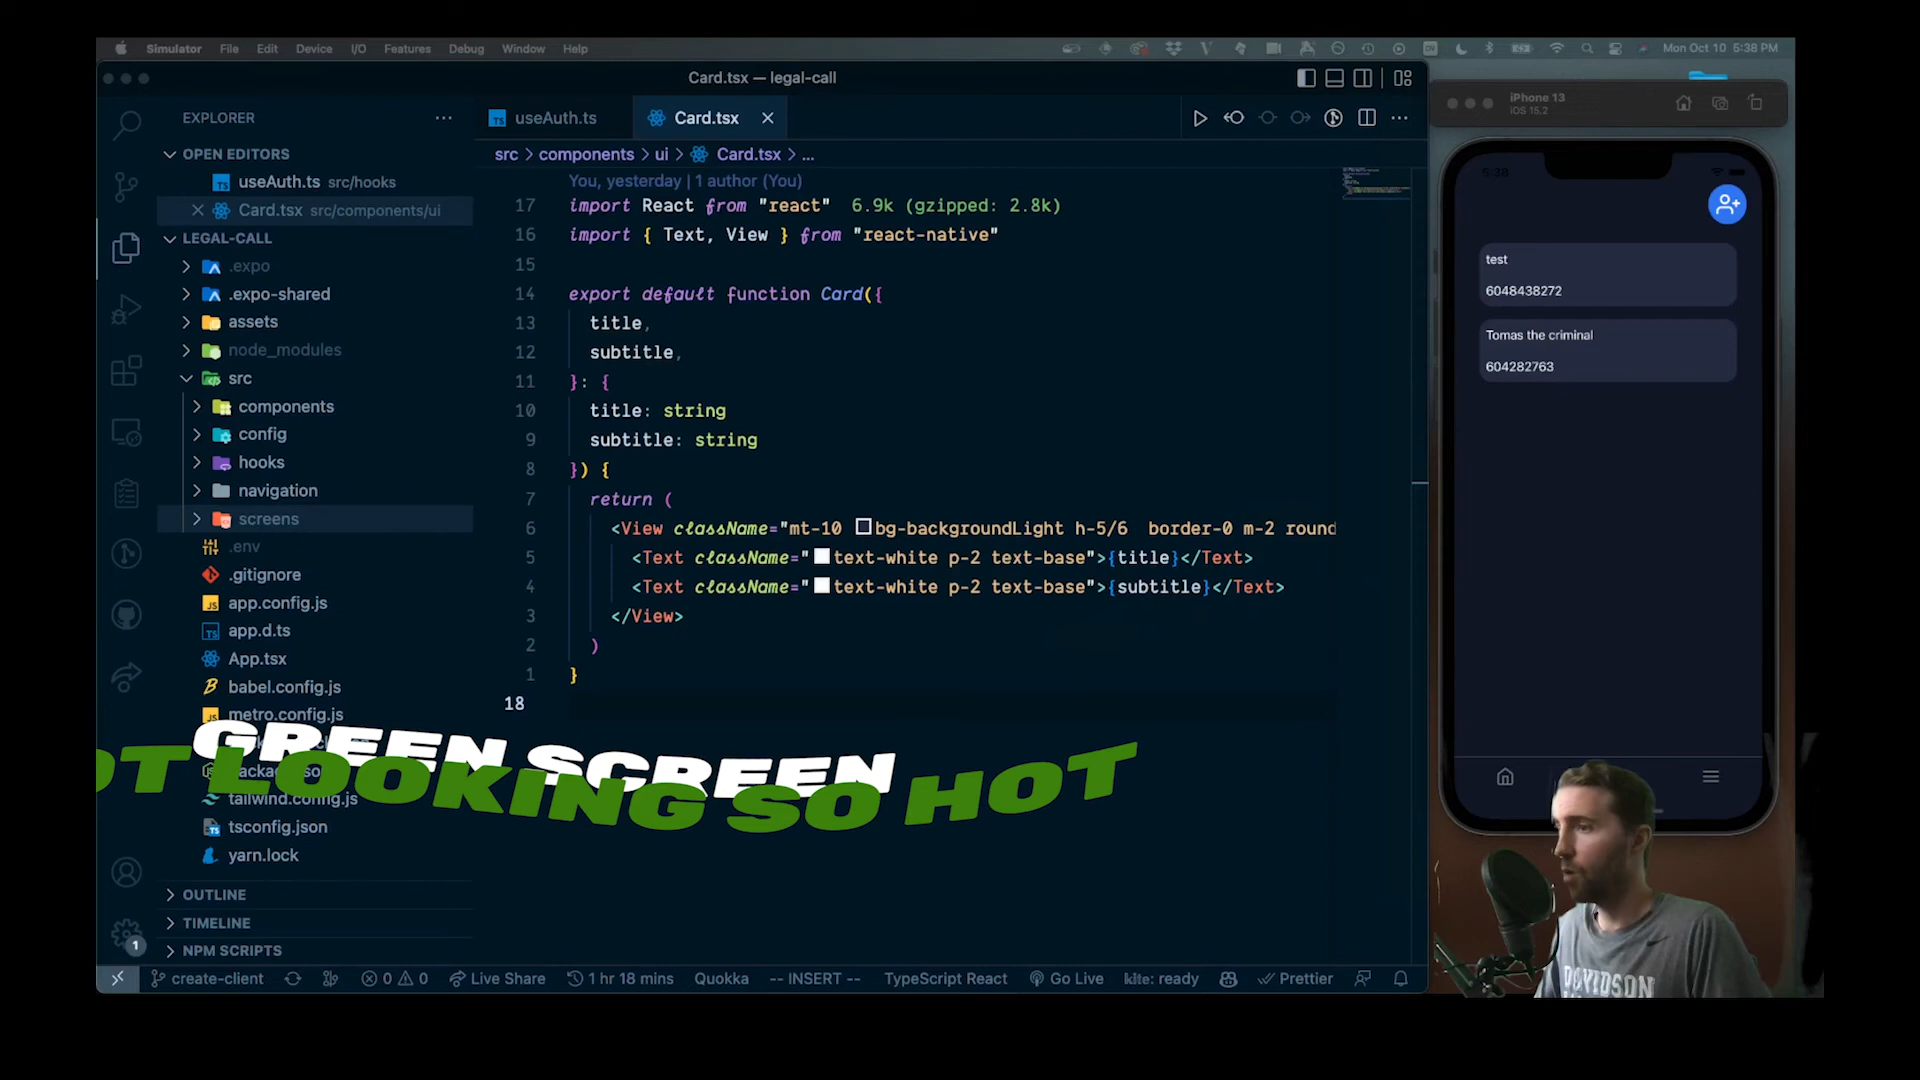 Simulator File Edit Device I/O Features Debug Window Help Mon Oct 10 5:38 PM
Card.tsx — legal-call
EXPLORER
OPEN EDITORS
useAuth.ts src/hooks
Card.tsx src/components/ui
LEGAL-CALL
.expo
.expo-shared
assets
node_modules
src
components
config
hooks
navigation
screens
.env
.gitignore
app.config.js
app.d.ts
App.tsx
babel.config.js
metro.config.js
tailwind.config.js
tsconfig.json
yarn.lock
OUTLINE
TIMELINE
NPM SCRIPTS
1
useAuth.ts Card.tsx
src > components > ui > Card.tsx > ...
You, yesterday | 1 author (You)
17 import React from "react" 6.9k (gzipped: 2.8k)
16 import { Text, View } from "react-native"
15
14 export default function Card({
13 title,
12 subtitle,
11 }: {
10 title: string
9 subtitle: string
8 }) {
7 return (
6 <View className="mt-10 bg-backgroundLight h-5/6 border-0 m-2 round
5 <Text className="text-white p-2 text-base">{title}</Text>
4 <Text className="text-white p-2 text-base">{subtitle}</Text>
3 </View>
2 )
1 }
18
GREEN SCREEN
OT LOOKING SO HOT
iPhone 13
iOS 15.2
5:38
test
6048438272
Tomas the criminal
604282763
DAVIDSON
create-client 0 0 Live Share 1 hr 18 mins Quokka -- INSERT -- TypeScript React Go Live kite: ready Prettier